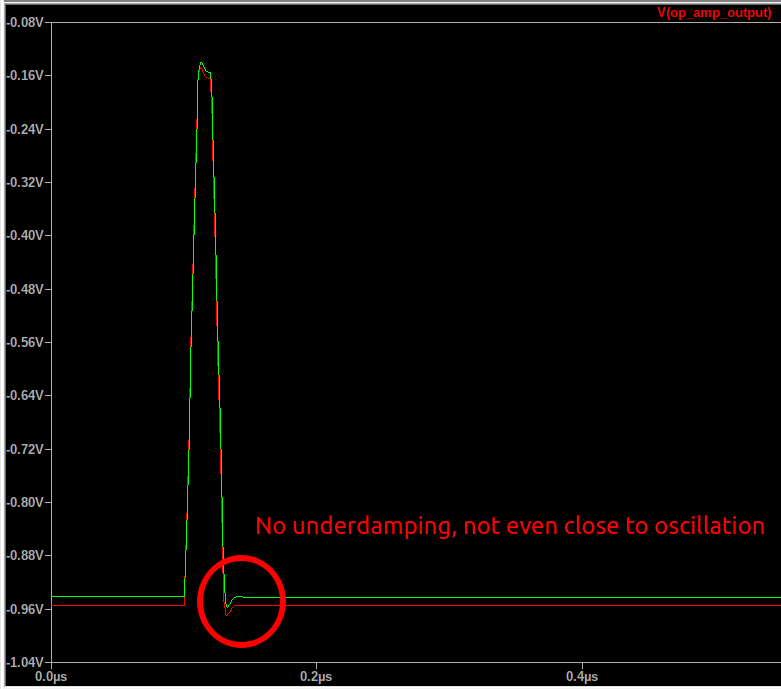 V(op_amp_output)
-0.08V
-0.16V
-0.24V
-0.32V
-0.40V
-0.48V
-0.56V
-0.64V
-0.72V
-0.80V
No underdamping, not even close to oscillation
-0.88V
-0.96V
-1.04V
0.0µs 0.2µs 0.4µs